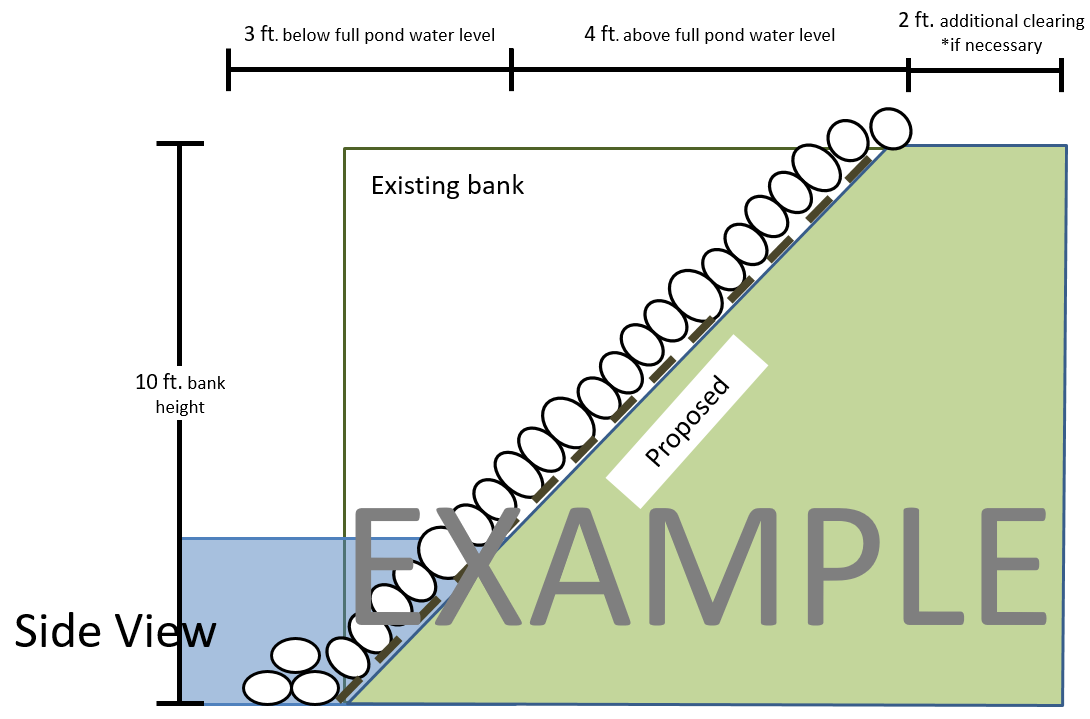 3 ft. below full pond water level
4 ft. above full pond water level
2 ft. additional clearing
*if necessary
Existing bank
10 ft. bank
height
Proposed
EXAMPLE
Side View